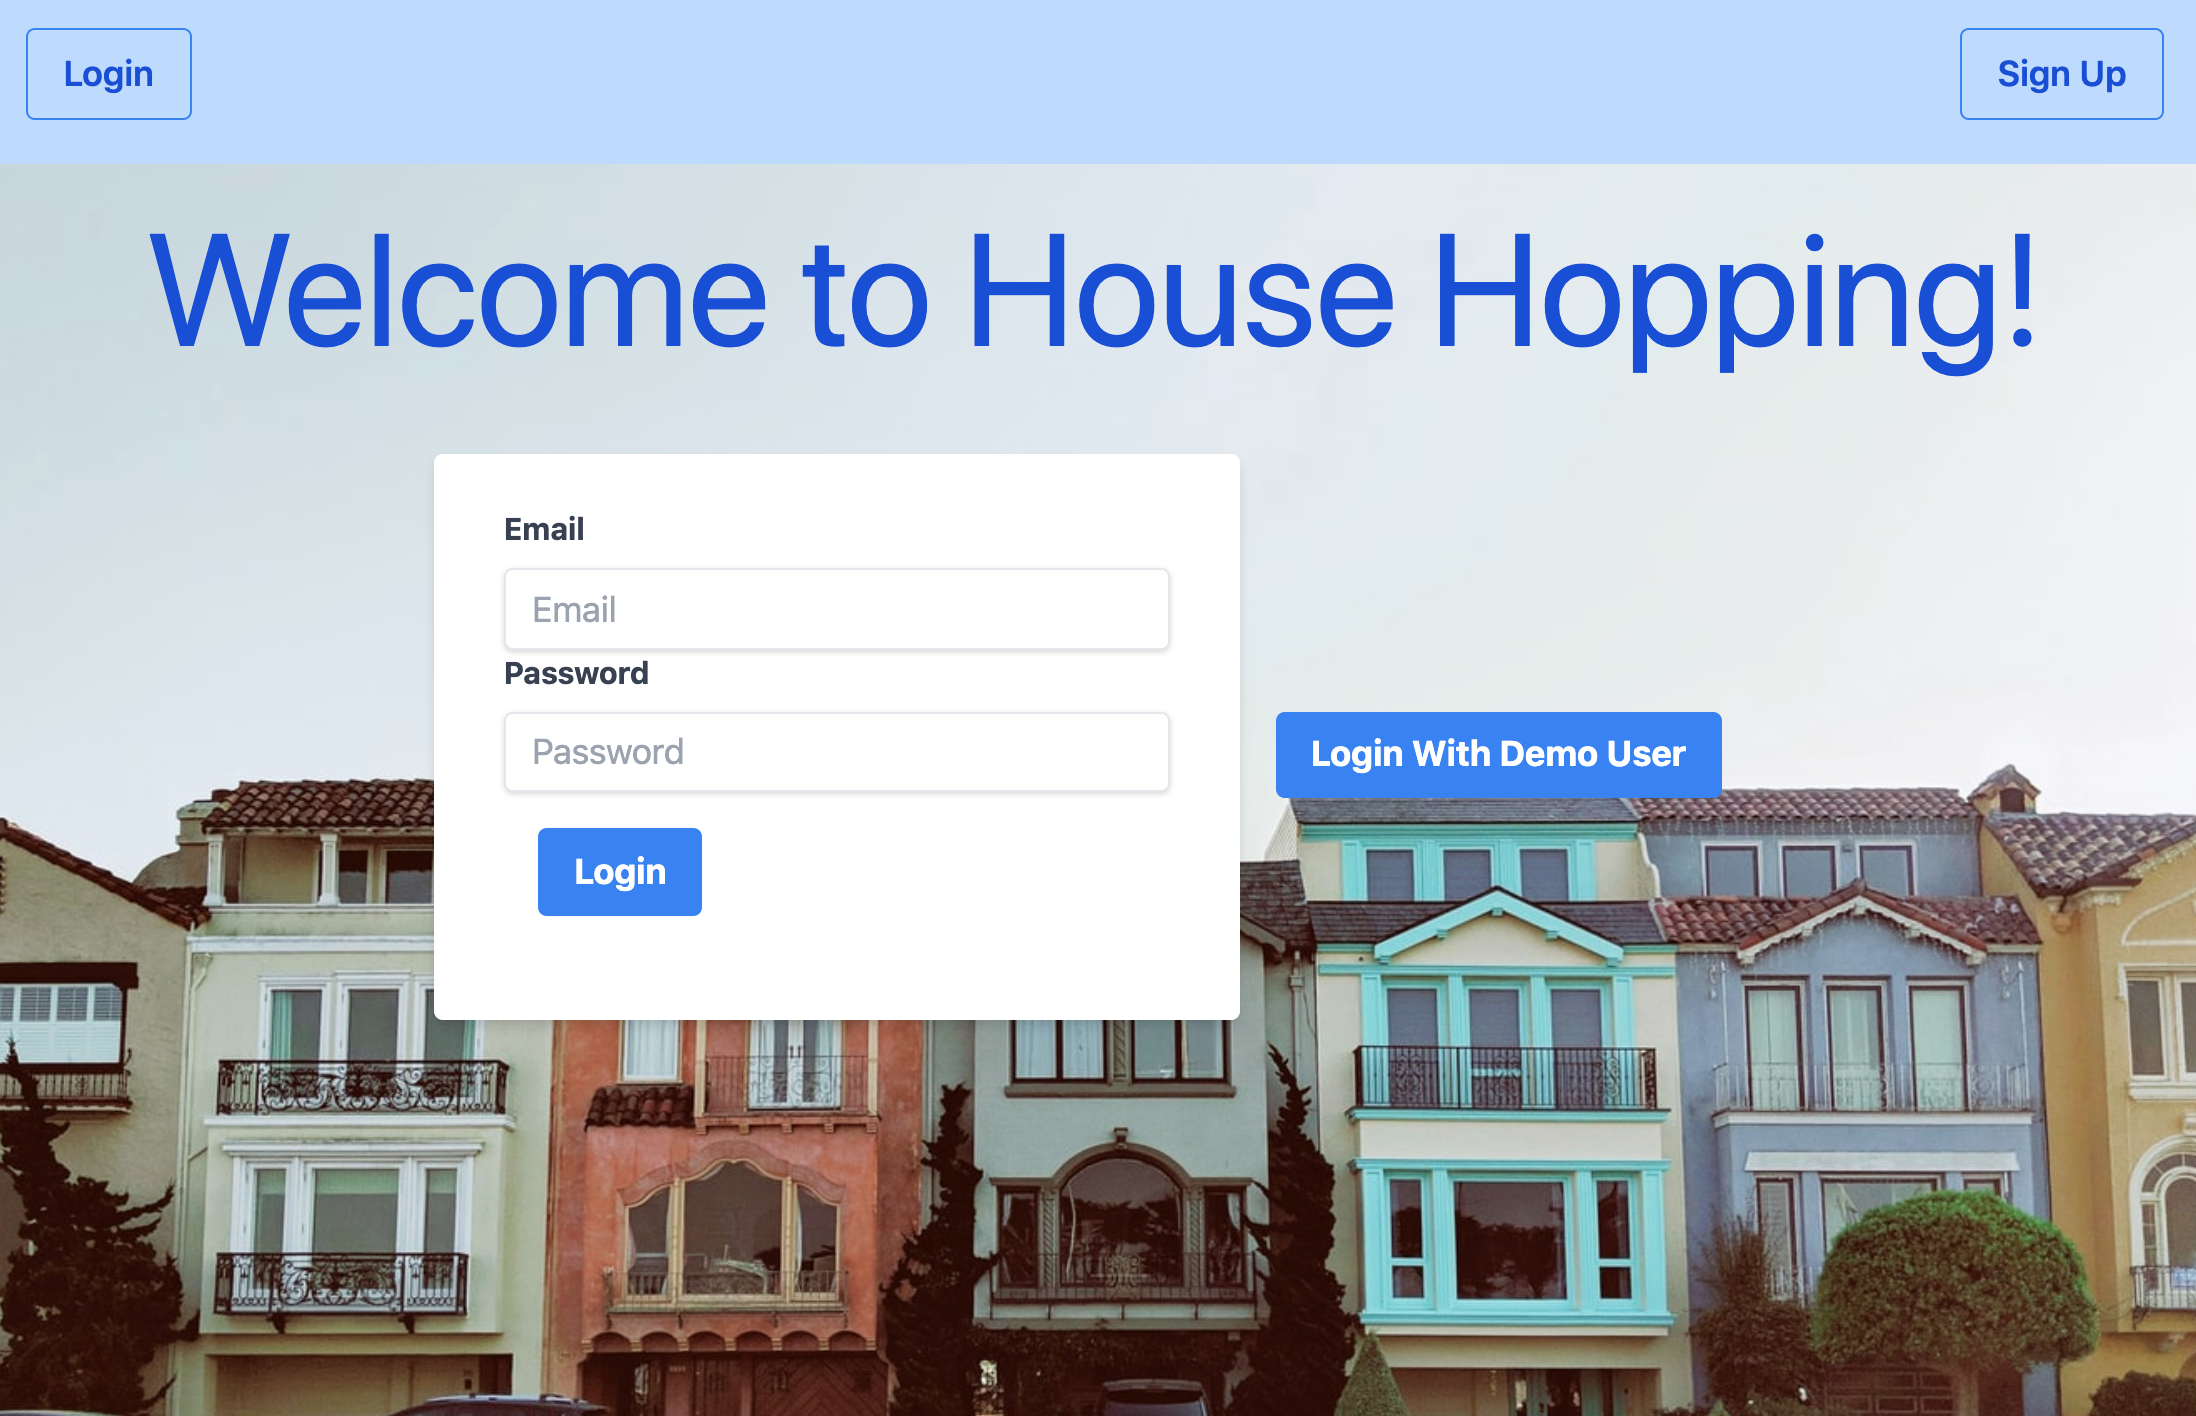 Login
Sign Up
Welcome to House Hopping!
Email
Email
Password
Password
Login With Demo User
Login